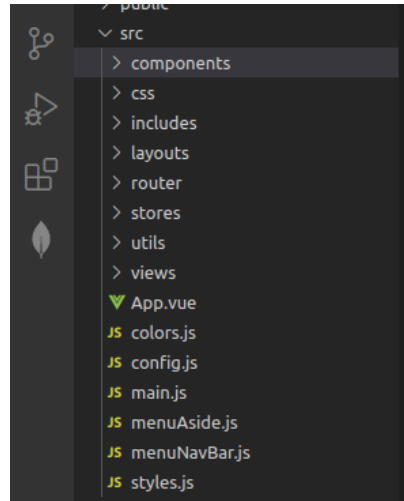 public
src
components
css
includes
layouts
router
stores
utils
views
App.vue
JS colors.js
JS config.js
JS main.js
JS menuAside.js
JS menuNavBar.js
JS styles.js